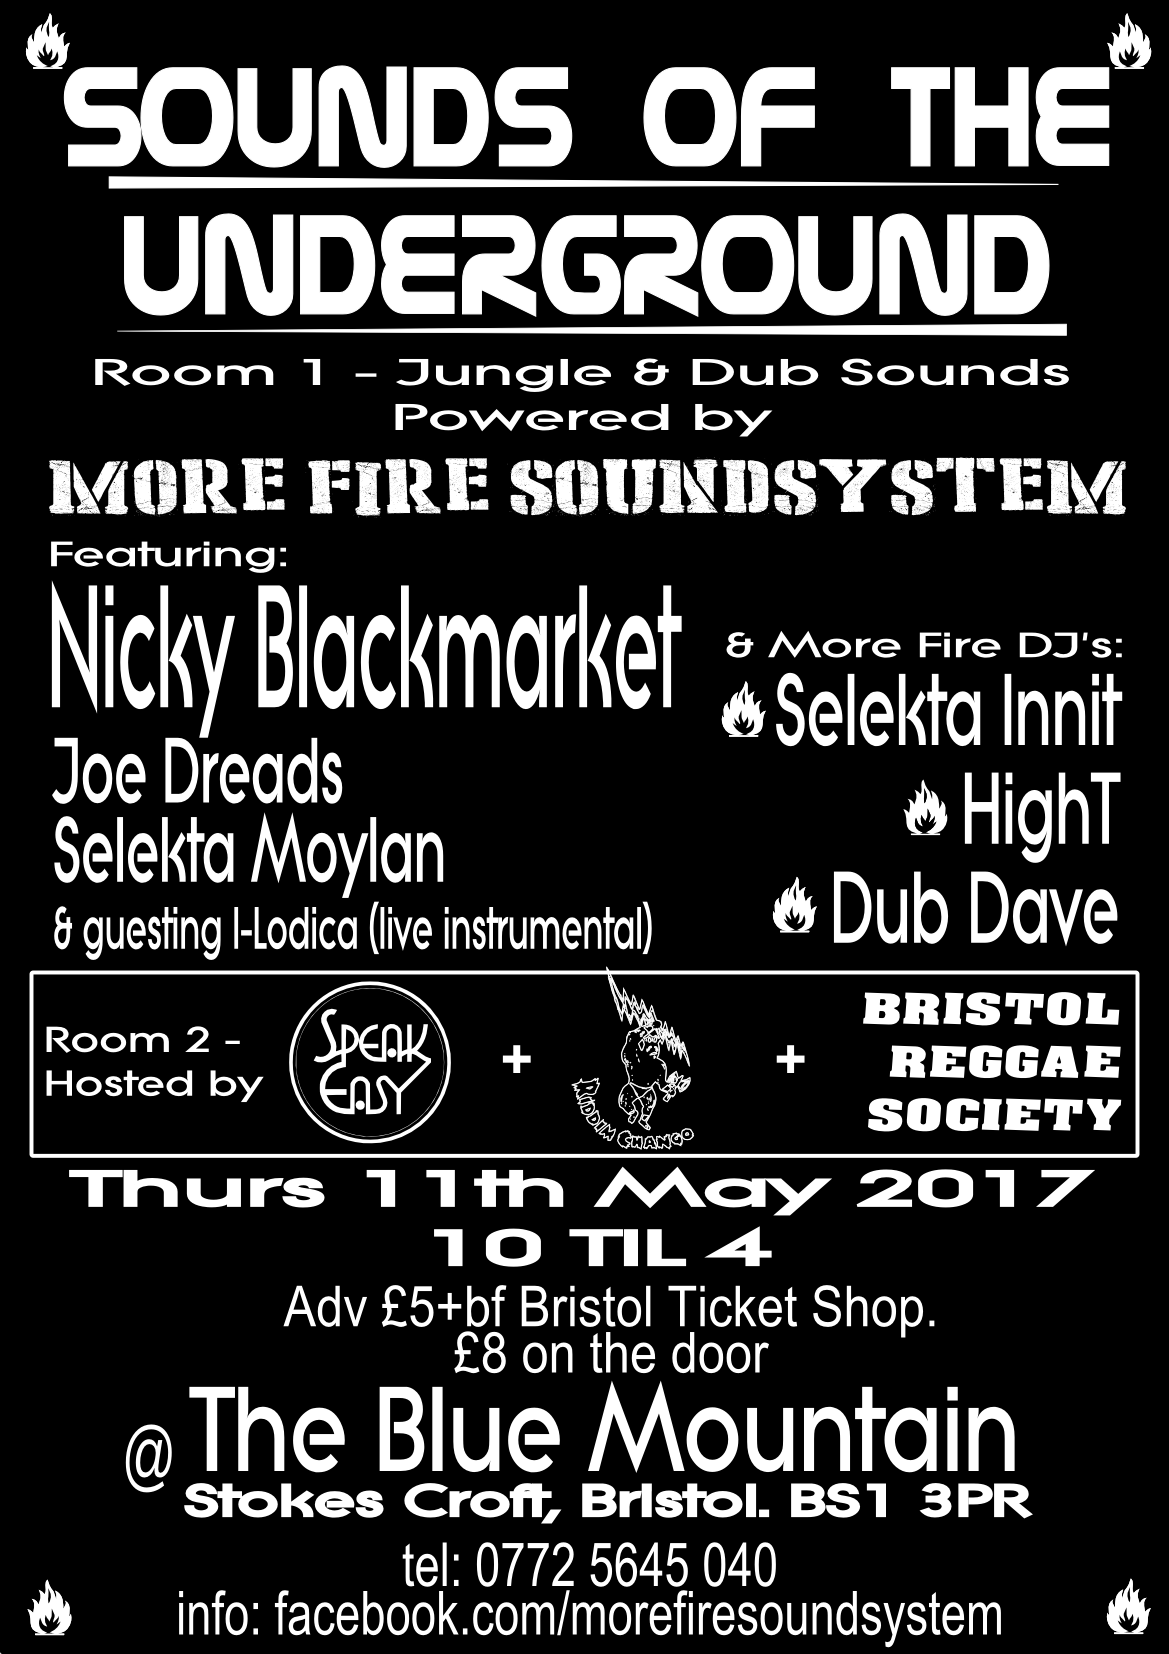 SOUNDS OF THE
UNDERGROUND
Room 1 - Jungle & Dub Sounds
Powered by
MORE FIRE SOUNDSYSTEM
Featuring:
Nicky Blackmarket
Joe Dreads
Selekta Moylan
& guesting I-Lodica (live instrumental)
& More Fire DJ's:
Selekta Innit
HighT
Dub Dave
Room 2 -
Hosted by
SPEAK
EASY
+
RIDDIM CHANGO
+
BRISTOL
REGGAE
SOCIETY
Thurs 11th May 2017
10 TIL 4
Adv £5+bf Bristol Ticket Shop.
£8 on the door
@ The Blue Mountain
Stokes Croft, Bristol. BS1 3PR
tel: 0772 5645 040
info: facebook.com/morefiresoundsystem